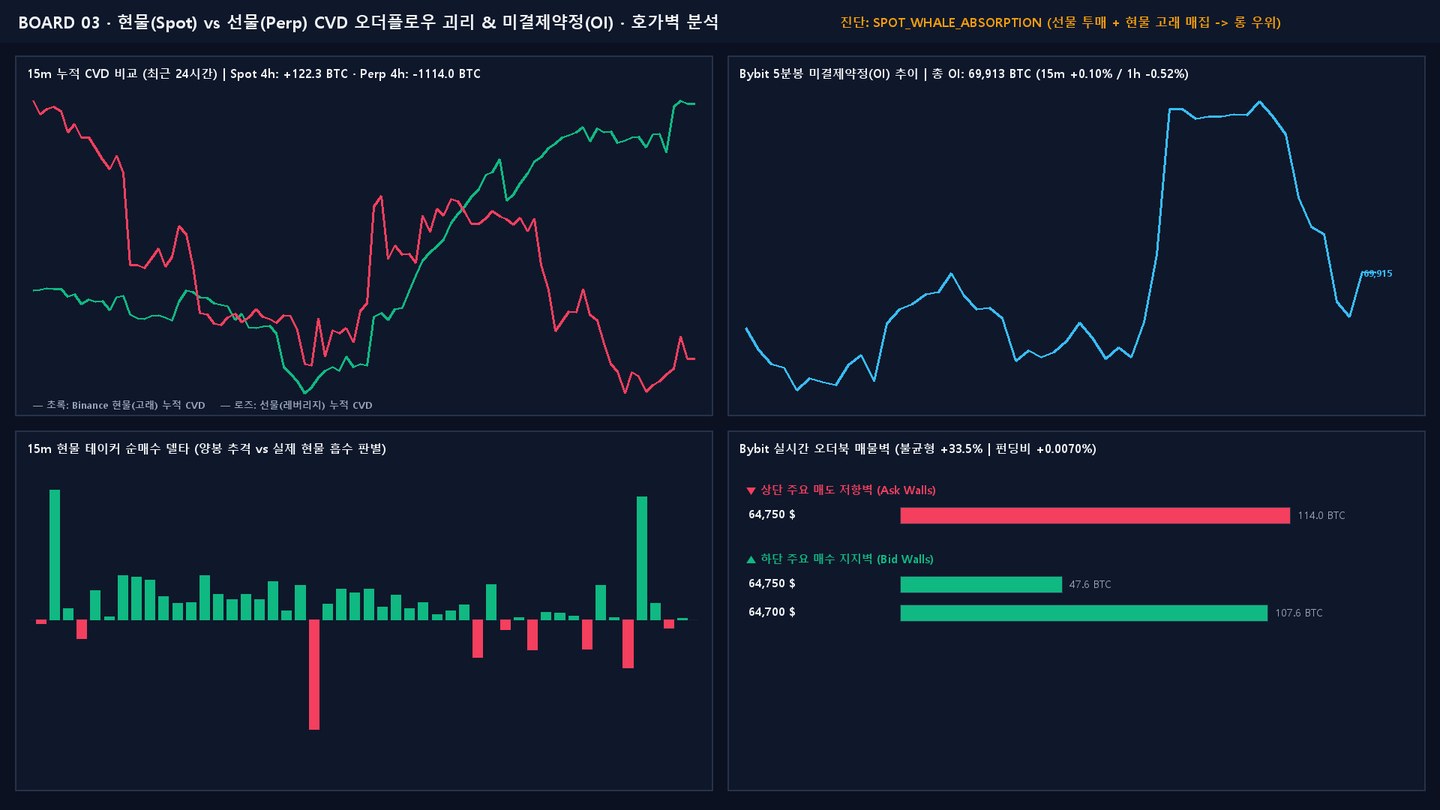 BOARD 03 · 현물(Spot) vs 선물(Perp) CVD 오더플로우 괴리 & 미결제약정(OI) · 호가벽 분석
진단: SPOT_WHALE_ABSORPTION (선물 투매 + 현물 고래 매집 -> 롱 우위)
15m 누적 CVD 비교 (최근 24시간) | Spot 4h: +122.3 BTC · Perp 4h: -1114.0 BTC
— 초록: Binance 현물(고래) 누적 CVD — 로즈: 선물(레버리지) 누적 CVD
Bybit 5분봉 미결제약정(OI) 추이 | 총 OI: 69,913 BTC (15m +0.10% / 1h -0.52%)
69,915
15m 현물 테이커 순매수 델타 (양봉 추격 vs 실제 현물 흡수 판별)
Bybit 실시간 오더북 매물벽 (불균형 +33.5% | 펀딩비 +0.0070%)
▼ 상단 주요 매도 저항벽 (Ask Walls)
64,750 $ 114.0 BTC
▲ 하단 주요 매수 지지벽 (Bid Walls)
64,750 $ 47.6 BTC
64,700 $ 107.6 BTC